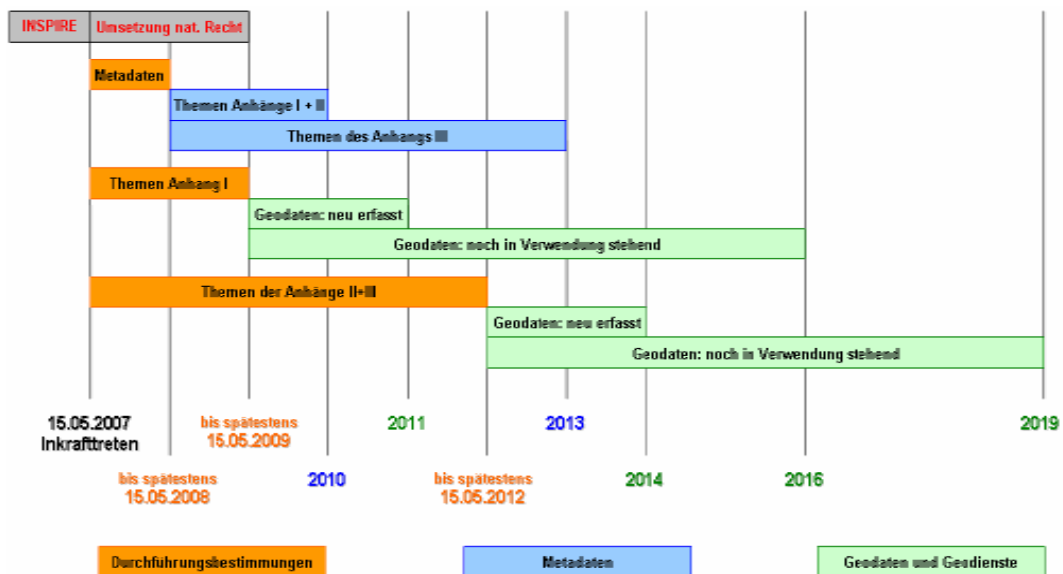 INSPIRE Umsetzung nat. Recht
Metadaten
Themen Anhänge I + II
Themen des Anhangs III
Themen Anhang I
Geodaten: neu erfasst
Geodaten: noch in Verwendung stehend
Themen der Anhänge II+III
Geodaten: neu erfasst
Geodaten: noch in Verwendung stehend
15.05.2007
Inkrafttreten
bis spätestens
15.05.2009
2011
2013
2019
bis spätestens
15.05.2008
2010
bis spätestens
15.05.2012
2014
2016
Durchführungsbestimmungen
Metadaten
Geodaten und Geodienste